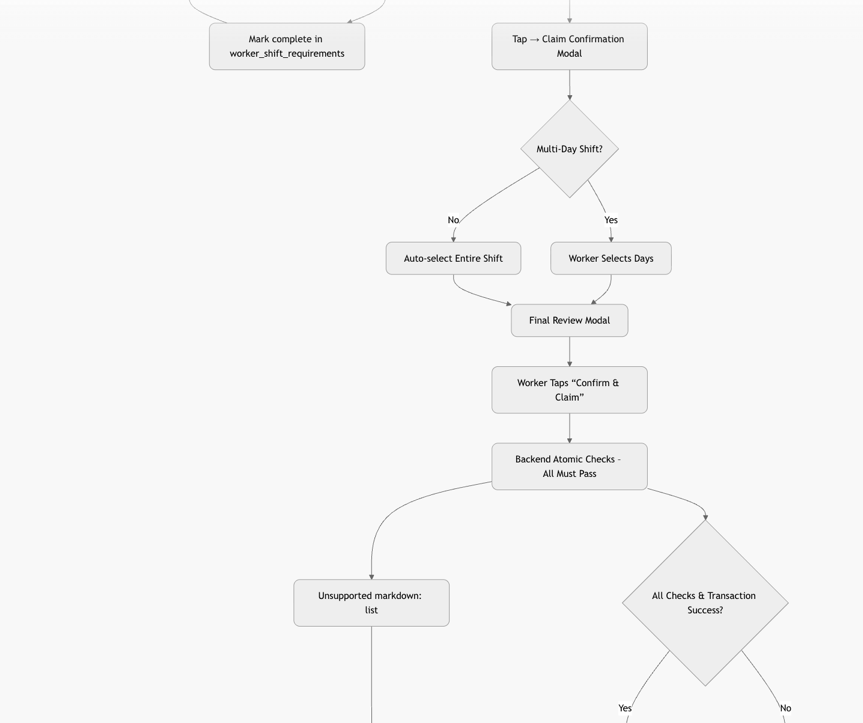 Mark complete in
worker_shift_requirements
Tap → Claim Confirmation
Modal
Multi-Day Shift?
No
Yes
Auto-select Entire Shift
Worker Selects Days
Final Review Modal
Worker Taps “Confirm &
Claim”
Backend Atomic Checks -
All Must Pass
Unsupported markdown:
list
All Checks & Transaction
Success?
Yes
No